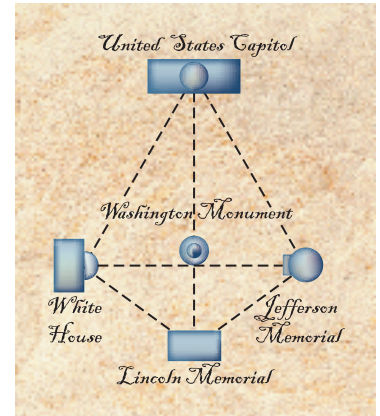 United States Capitol
Washington Monument
White
House
Jefferson
Memorial
Lincoln Memorial